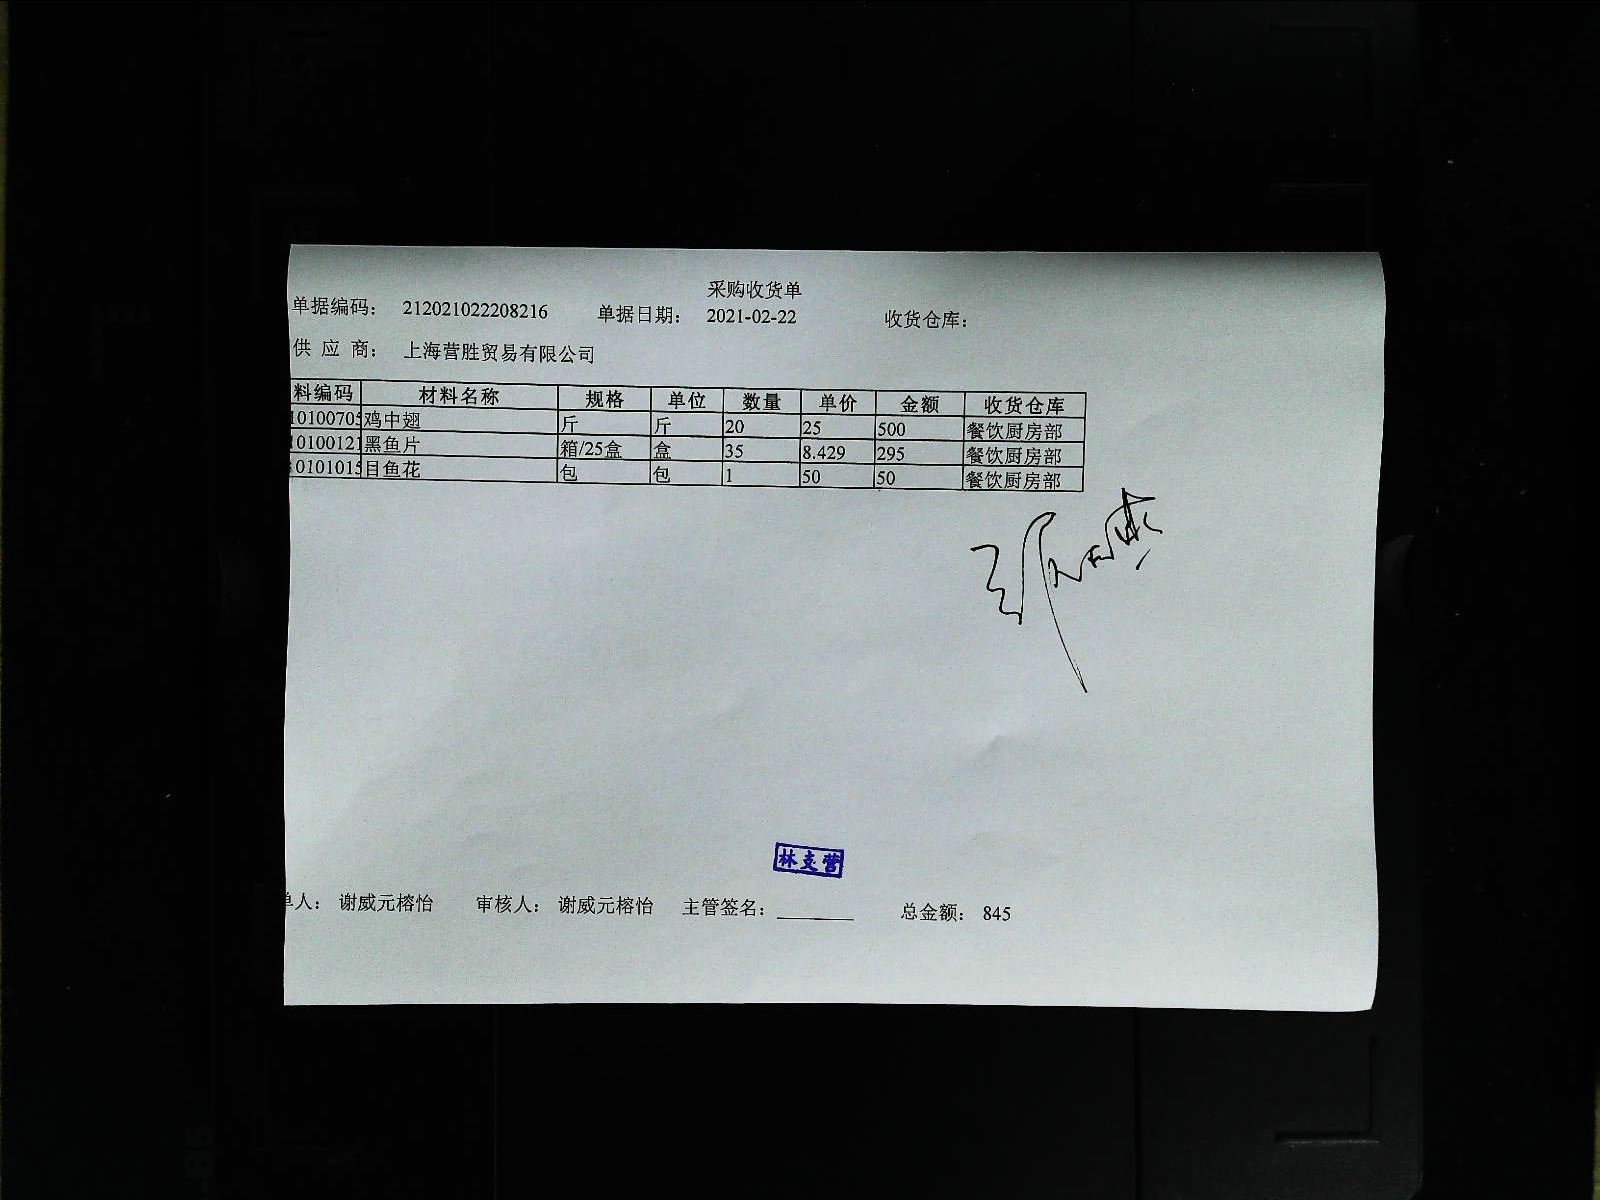 采购收货单
单据编码： 212021022208216 单据日期： 2021-02-22 收货仓库：
供 应 商： 上海营胜贸易有限公司
料编码 材料名称 规格 单位 数量 单价 金额 收货仓库
10100705 鸡中翅 斤 斤 20 25 500 餐饮厨房部
10100121 黑鱼片 箱/25盒 盒 35 8.429 295 餐饮厨房部
0101015 目鱼花 包 包 1 50 50 餐饮厨房部
林支营
单人： 谢威元榕怡 审核人： 谢威元榕怡 主管签名： 总金额： 845